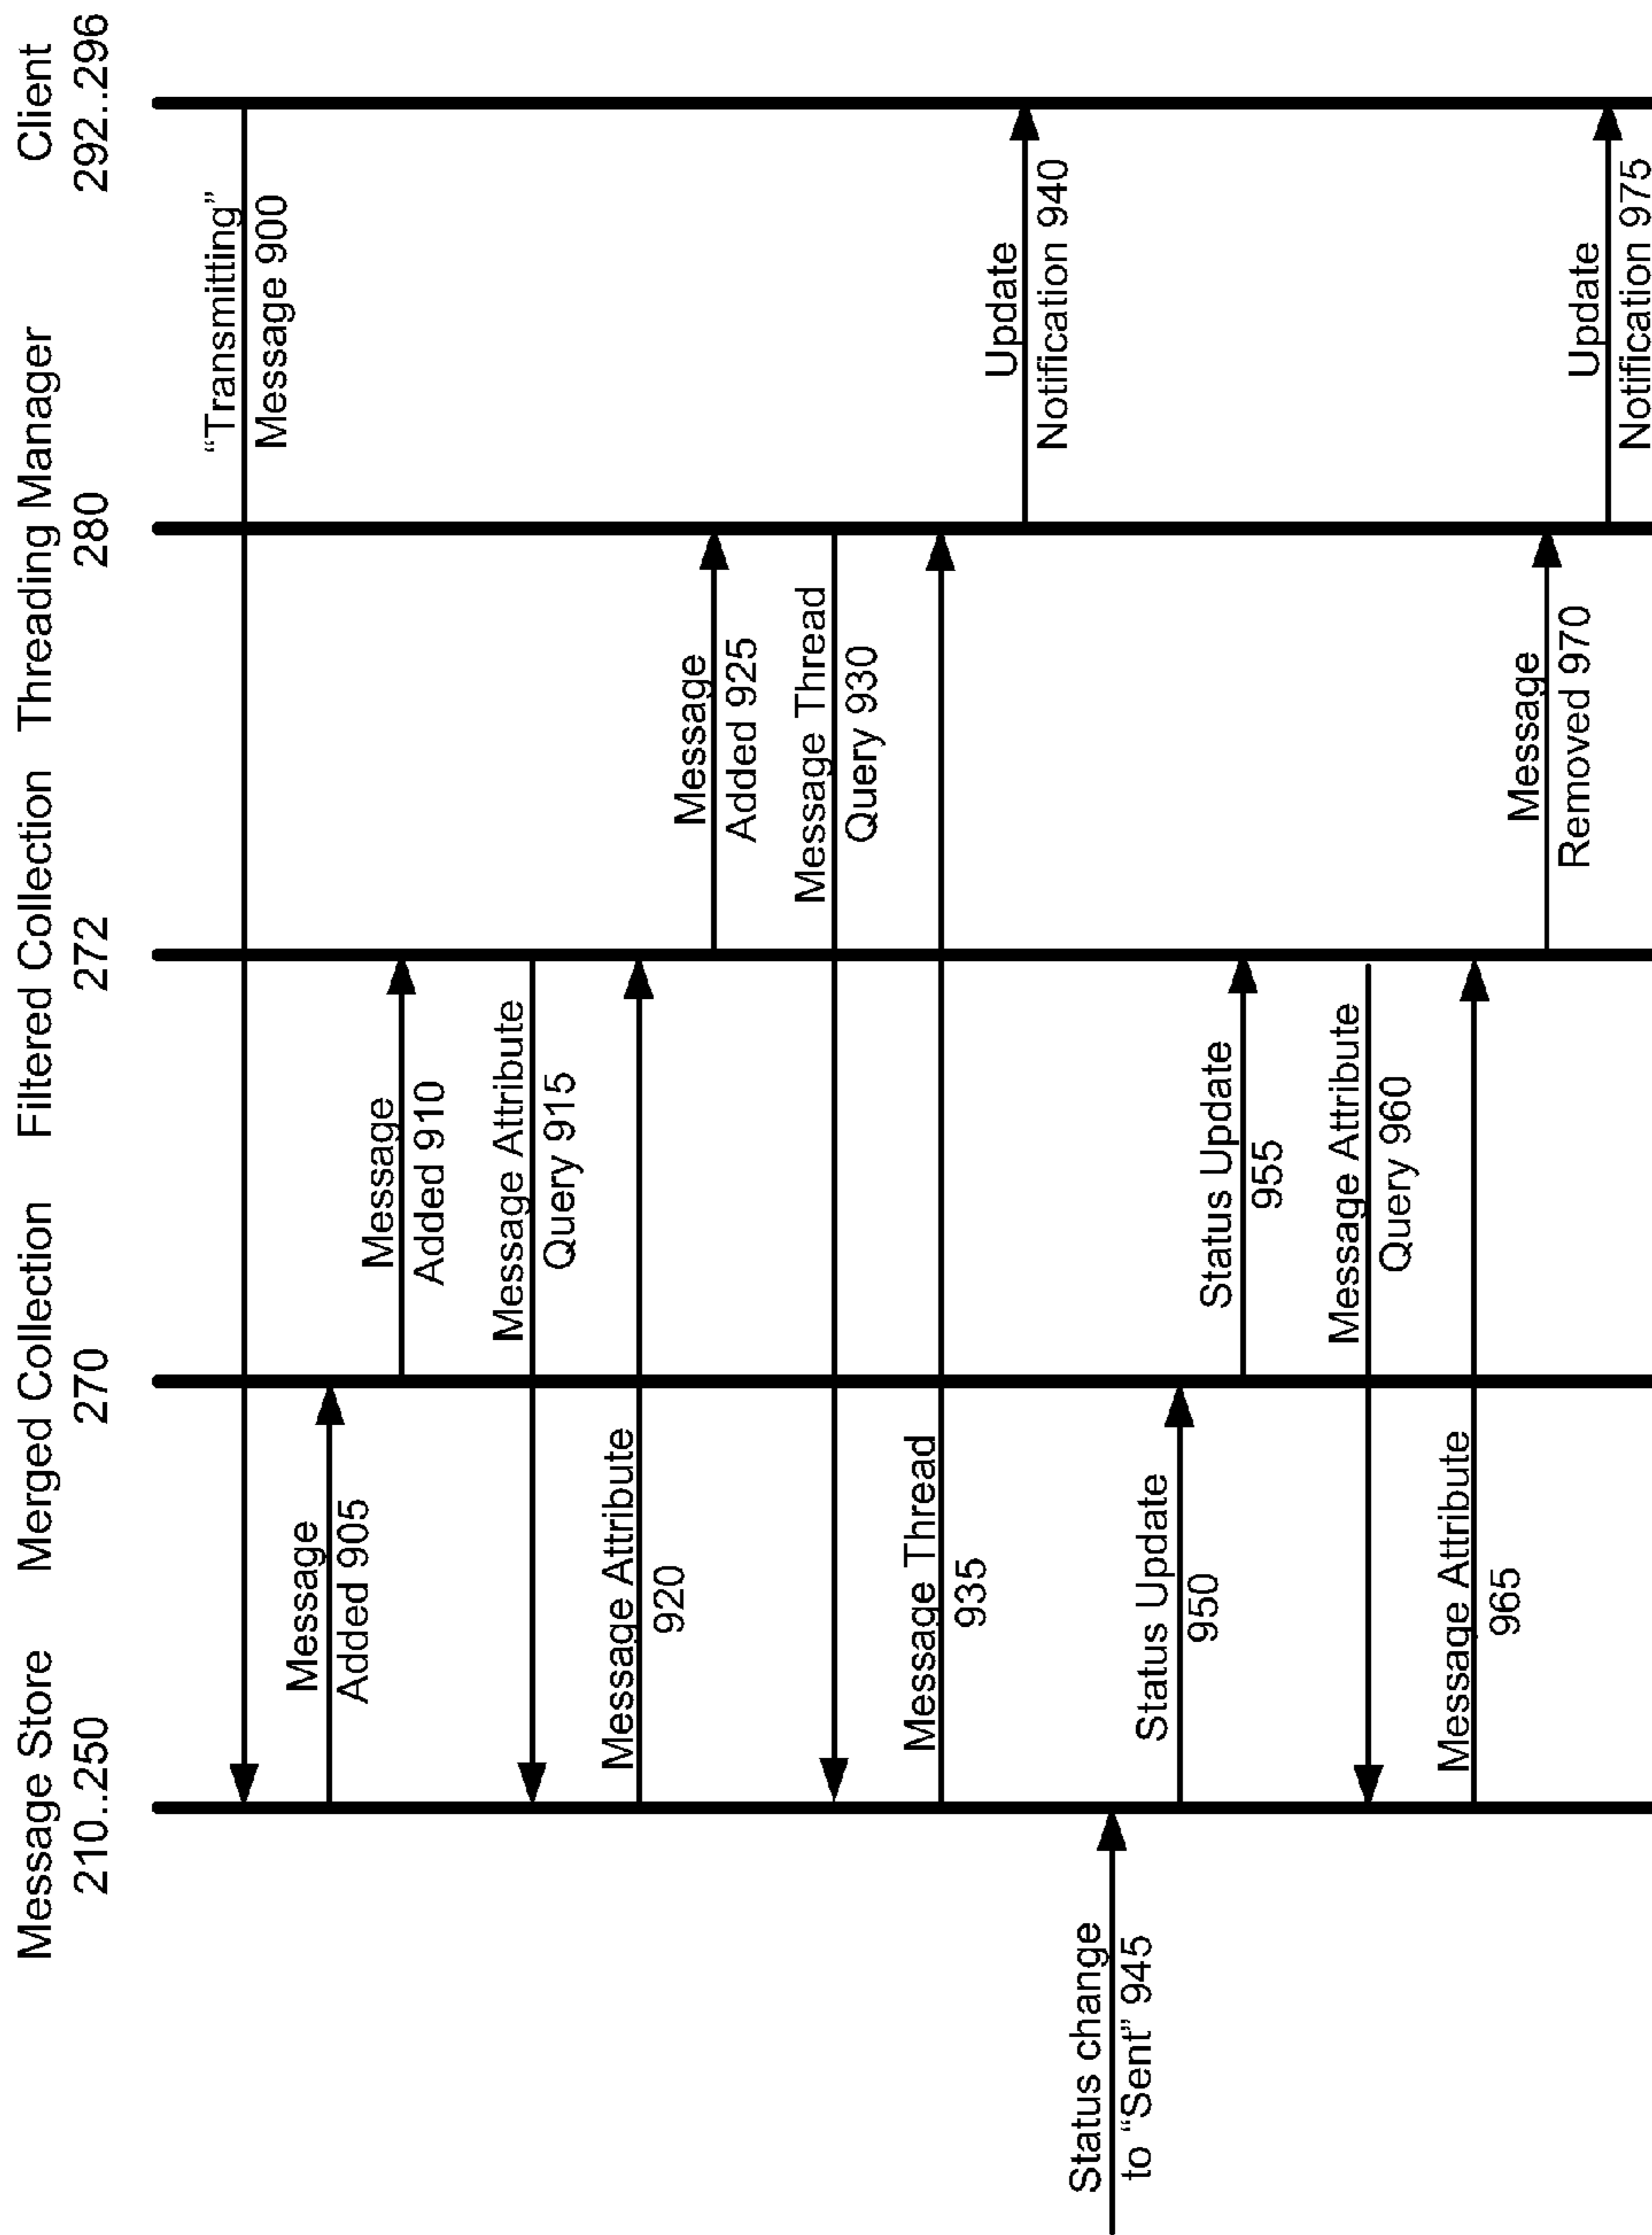 Message Store
210..250
Merged Collection
270
Filtered Collection
272
Threading Manager
280
Client
292..296
“Transmitting”
Message 900
Message
Added 905
Message
Added 910
Message Attribute
Query 915
Message Attribute
920
Message
Added 925
Message Thread
Query 930
Message Thread
935
Update
Notification 940
Status change
to “Sent” 945
Status Update
950
Status Update
955
Message Attribute
Query 960
Message Attribute
965
Message
Removed 970
Update
Notification 975